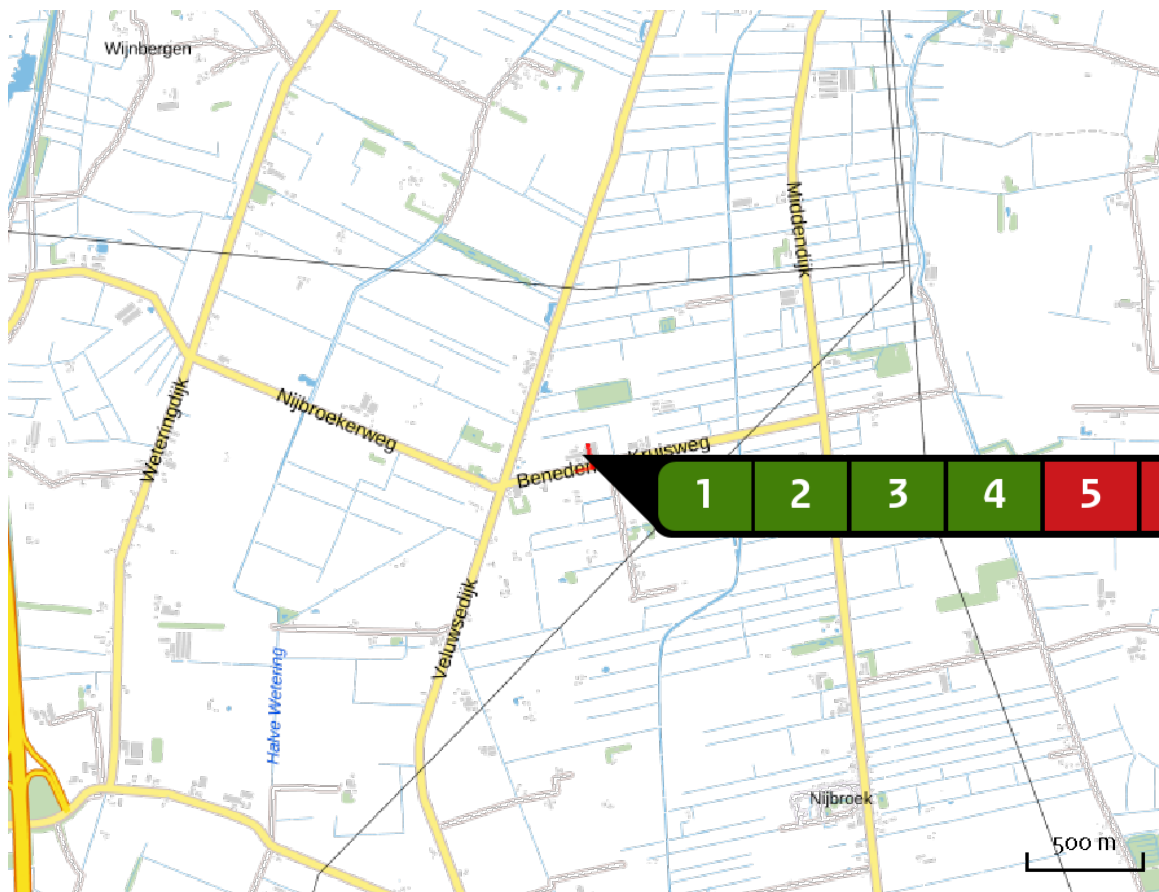 Wijnbergen
Middendijk
Nijbroekerweg
Weteringdijk
Beneden Kruisweg
1 2 3 4 5
Veluwsedijk
Halve Wetering
Nijbroek
500 m